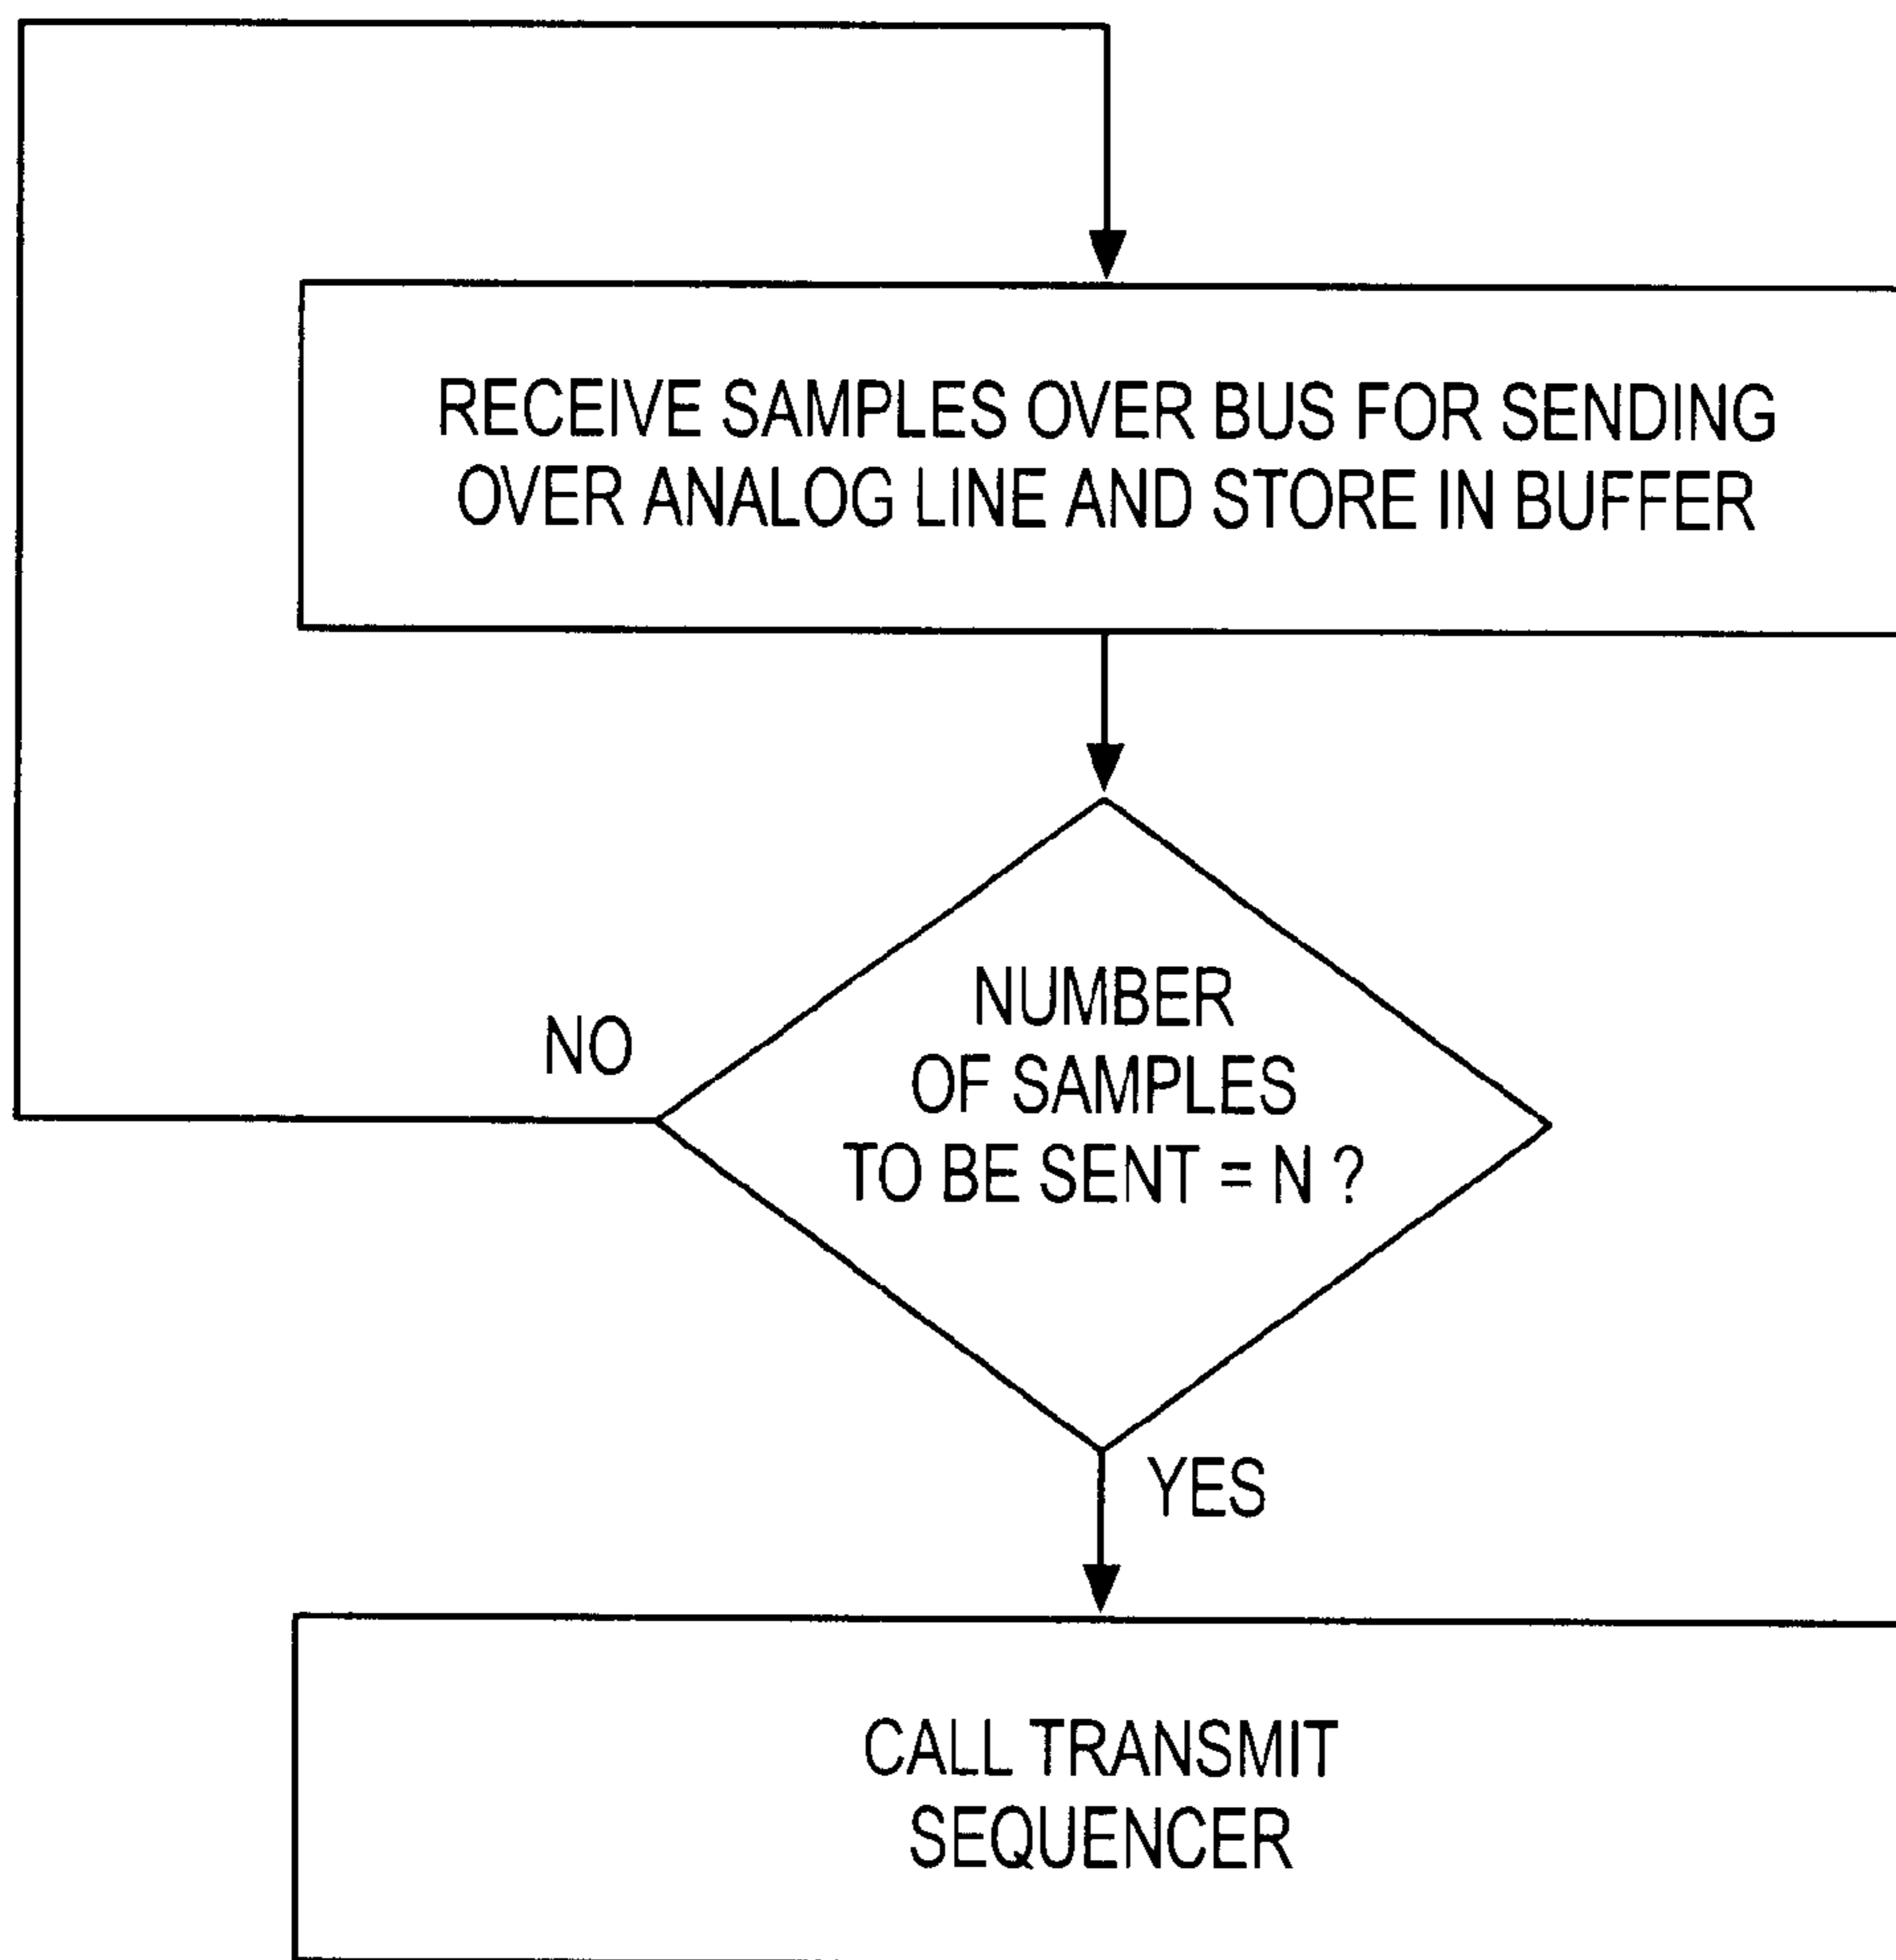 RECEIVE SAMPLES OVER BUS FOR SENDING
OVER ANALOG LINE AND STORE IN BUFFER
NUMBER
OF SAMPLES
TO BE SENT = N ?
NO
YES
CALL TRANSMIT
SEQUENCER